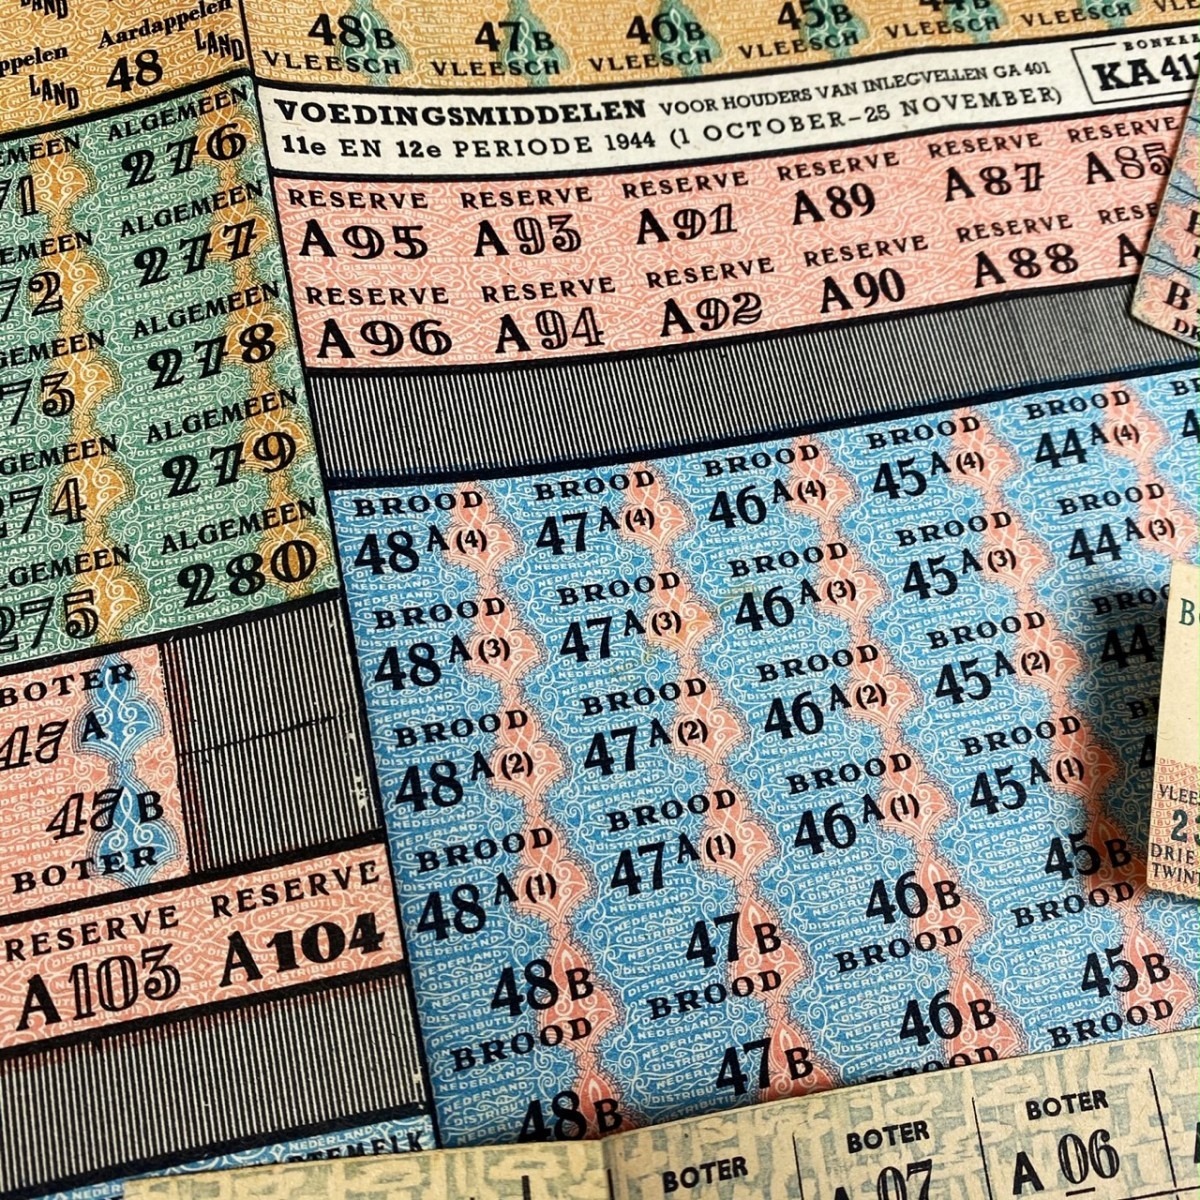 LAND
Aardappelen
48
LAND
LAND
48B
VLEESCH
47B
VLEESCH
46B
VLEESCH
45B
VLEESCH
44B
VLEESCH
VOEDINGSMIDDELEN VOOR HOUDERS VAN INLEGVELLEN GA 401
11e EN 12e PERIODE 1944 (1 OCTOBER–25 NOVEMBER)
ALGEMEEN
276
ALGEMEEN
277
ALGEMEEN
278
274
ALGEMEEN
279
275
ALGEMEEN
280
RESERVE RESERVE RESERVE RESERVE RESERVE RESERVE
A95 A93 A91 A89 A87 A85
RESERVE RESERVE RESERVE RESERVE RESERVE
A96 A94 A92 A90 A88
BROOD BROOD BROOD BROOD BROOD
48A(4) 47A(4) 46A(4) 45A(4) 44A(4)
BROOD BROOD BROOD BROOD BROOD
48A(3) 47A(3) 46A(3) 45A(3) 44A(3)
BROOD BROOD BROOD BROOD
48A(2) 47A(2) 46A(2) 45A(2) 44
BROOD BROOD BROOD BROOD
48A(1) 47A(1) 46A(1) 45A(1)
48B 47B 46B 45B
BROOD BROOD BROOD BROOD
48B 47B 46B 45B
BROOD BROOD
BOTER
47A
47B
BOTER
RESERVE RESERVE
A103 A104
BOTER BOTER BOTER
A 07 A 06